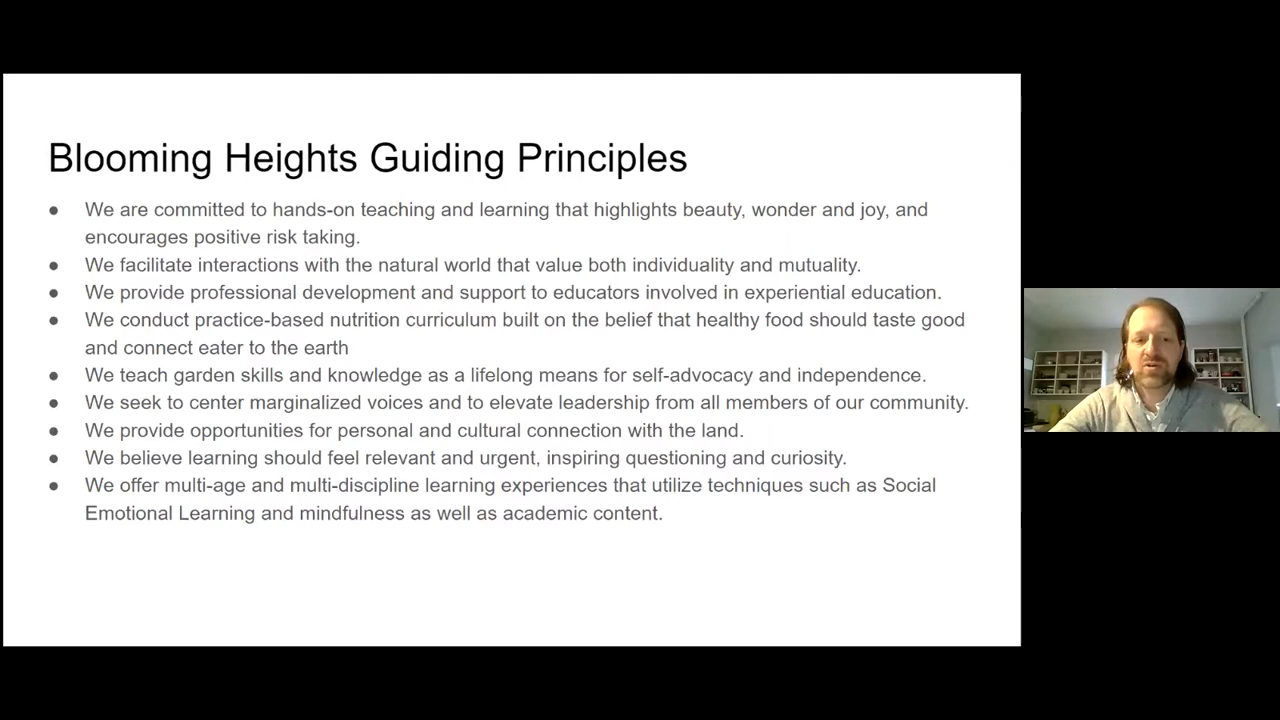 Blooming Heights Guiding Principles
● We are committed to hands-on teaching and learning that highlights beauty, wonder and joy, and
encourages positive risk taking.
● We facilitate interactions with the natural world that value both individuality and mutuality.
● We provide professional development and support to educators involved in experiential education.
● We conduct practice-based nutrition curriculum built on the belief that healthy food should taste good
and connect eater to the earth
● We teach garden skills and knowledge as a lifelong means for self-advocacy and independence.
● We seek to center marginalized voices and to elevate leadership from all members of our community.
● We provide opportunities for personal and cultural connection with the land.
● We believe learning should feel relevant and urgent, inspiring questioning and curiosity.
● We offer multi-age and multi-discipline learning experiences that utilize techniques such as Social
Emotional Learning and mindfulness as well as academic content.